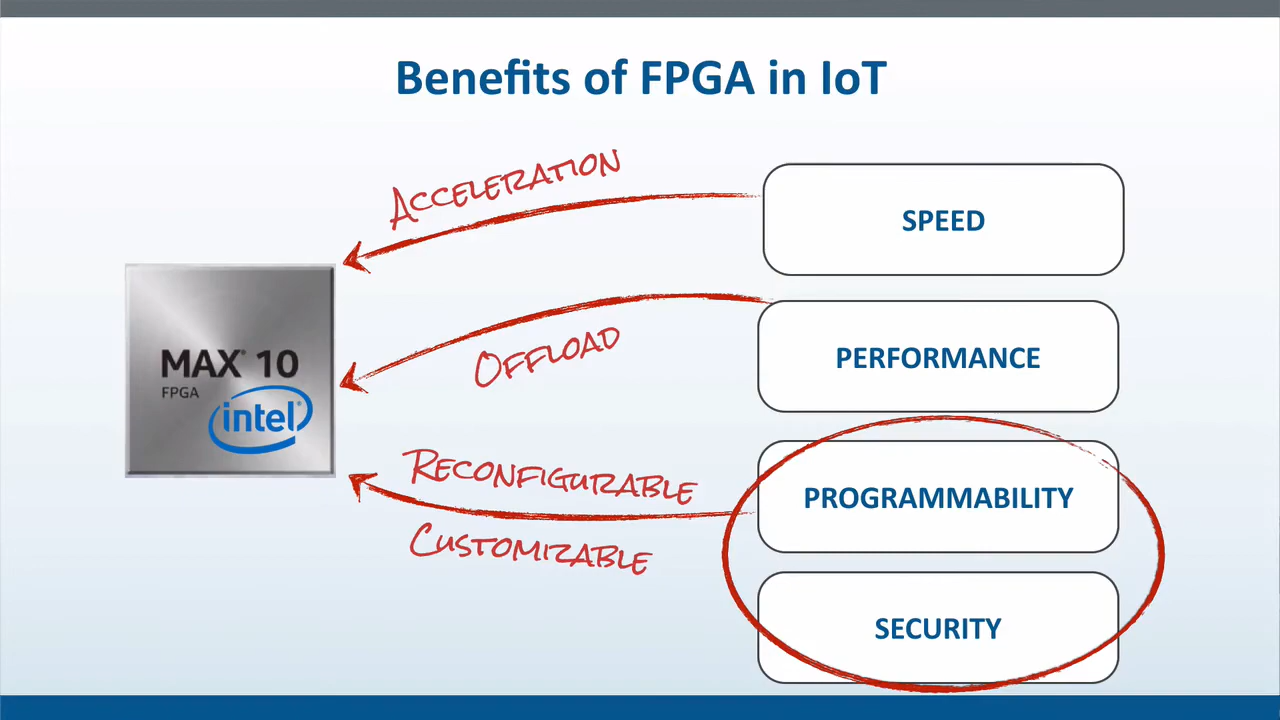 Benefits of FPGA in IoT
ACCELERATION
SPEED
OFFLOAD
PERFORMANCE
MAX® 10
FPGA
intel®
RECONFIGURABLE
CUSTOMIZABLE
PROGRAMMABILITY
SECURITY